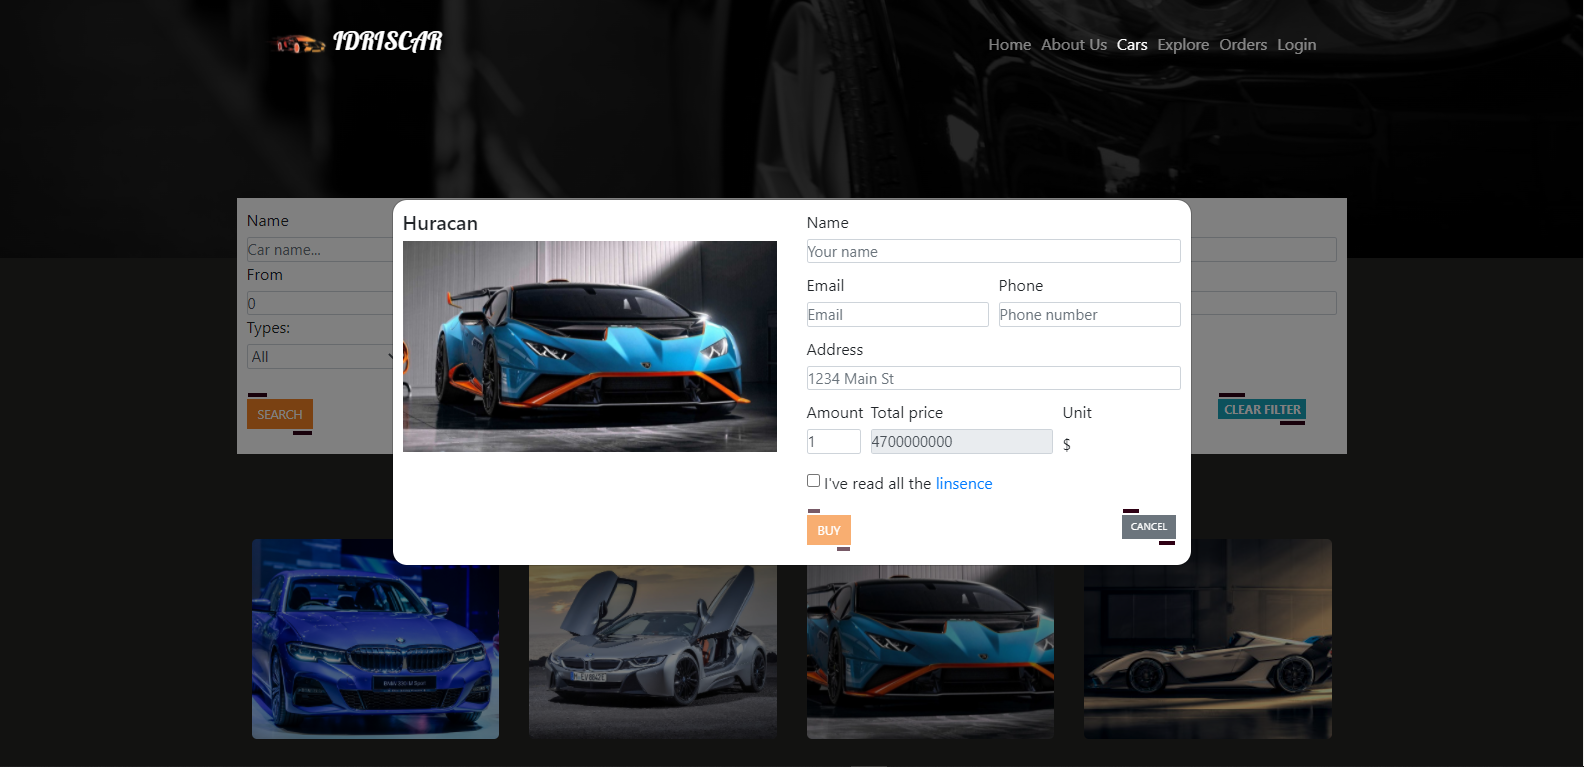 IDRISCAR
Home About Us Cars Explore Orders Login
Name
Car name...
From
0
Types:
All
SEARCH
CLEAR FILTER
Huracan
Name
Your name
Email Phone
Email Phone number
Address
1234 Main St
Amount Total price Unit
1 4700000000 $
I've read all the linsence
BUY CANCEL